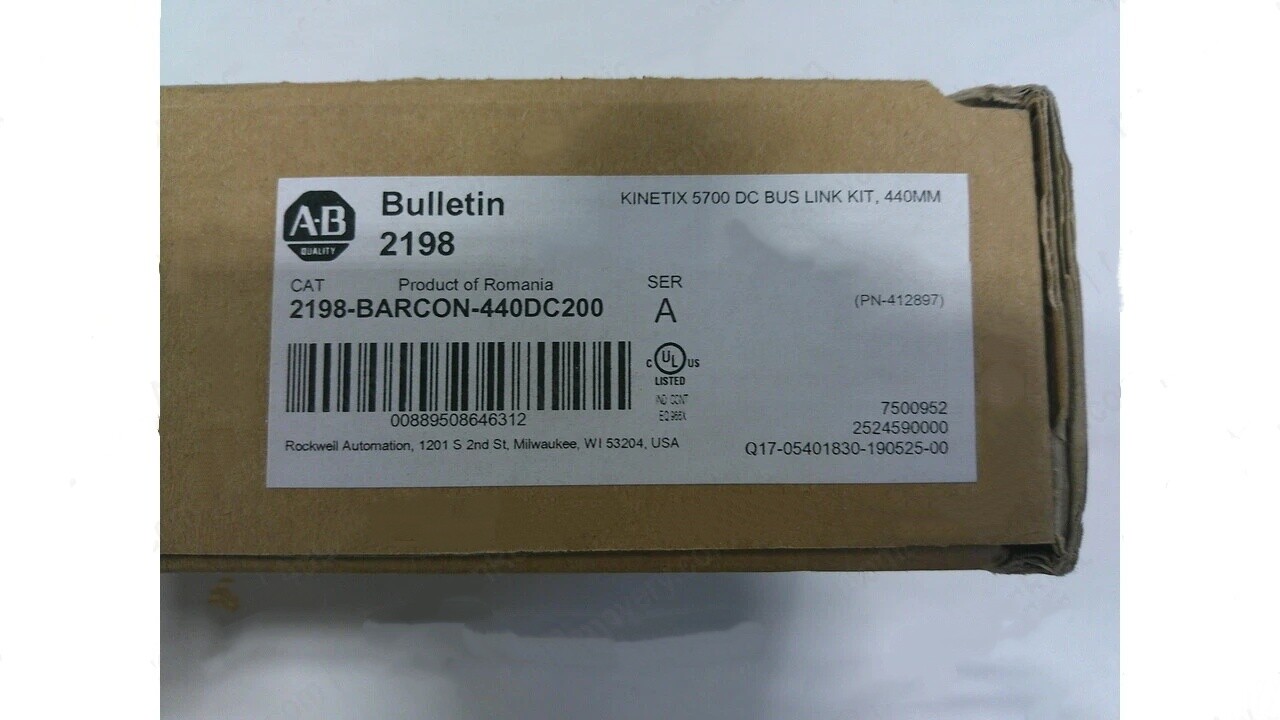 A-B
QUALITY
Bulletin
2198
KINETIX 5700 DC BUS LINK KIT, 440MM
CAT Product of Romania SER
2198-BARCON-440DC200 A
(PN-412897)
C UL US
LISTED
IND CONT
EQ 966X
00889508646312
Rockwell Automation, 1201 S 2nd St, Milwaukee, WI 53204, USA
7500952
2524590000
Q17-05401830-190525-00